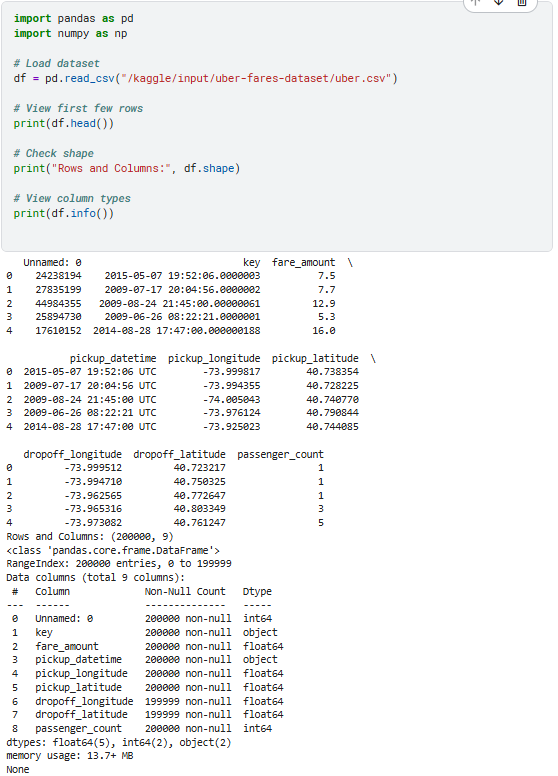 import pandas as pd
import numpy as np
# Load dataset
df = pd.read_csv("/kaggle/input/uber-fares-dataset/uber.csv")
# View first few rows
print(df.head())
# Check shape
print("Rows and Columns:", df.shape)
# View column types
print(df.info())
   Unnamed: 0                            key  fare_amount  \
0    24238194    2015-05-07 19:52:06.0000003          7.5
1    27835199    2009-07-17 20:04:56.0000002          7.7
2    44984355   2009-08-24 21:45:00.00000061         12.9
3    25894730    2009-06-26 08:22:21.0000001          5.3
4    17610152  2014-08-28 17:47:00.000000188         16.0
           pickup_datetime  pickup_longitude  pickup_latitude  \
0  2015-05-07 19:52:06 UTC        -73.999817        40.738354
1  2009-07-17 20:04:56 UTC        -73.994355        40.728225
2  2009-08-24 21:45:00 UTC        -74.005043        40.740770
3  2009-06-26 08:22:21 UTC        -73.976124        40.790844
4  2014-08-28 17:47:00 UTC        -73.925023        40.744085
   dropoff_longitude  dropoff_latitude  passenger_count
0         -73.999512         40.723217                1
1         -73.994710         40.750325                1
2         -73.962565         40.772647                1
3         -73.965316         40.803349                3
4         -73.973082         40.761247                5
Rows and Columns: (200000, 9)
<class 'pandas.core.frame.DataFrame'>
RangeIndex: 200000 entries, 0 to 199999
Data columns (total 9 columns):
 #   Column             Non-Null Count   Dtype
---  ------             --------------   -----
 0   Unnamed: 0         200000 non-null  int64
 1   key                200000 non-null  object
 2   fare_amount        200000 non-null  float64
 3   pickup_datetime    200000 non-null  object
 4   pickup_longitude   200000 non-null  float64
 5   pickup_latitude    200000 non-null  float64
 6   dropoff_longitude  199999 non-null  float64
 7   dropoff_latitude   199999 non-null  float64
 8   passenger_count    200000 non-null  int64
dtypes: float64(5), int64(2), object(2)
memory usage: 13.7+ MB
None